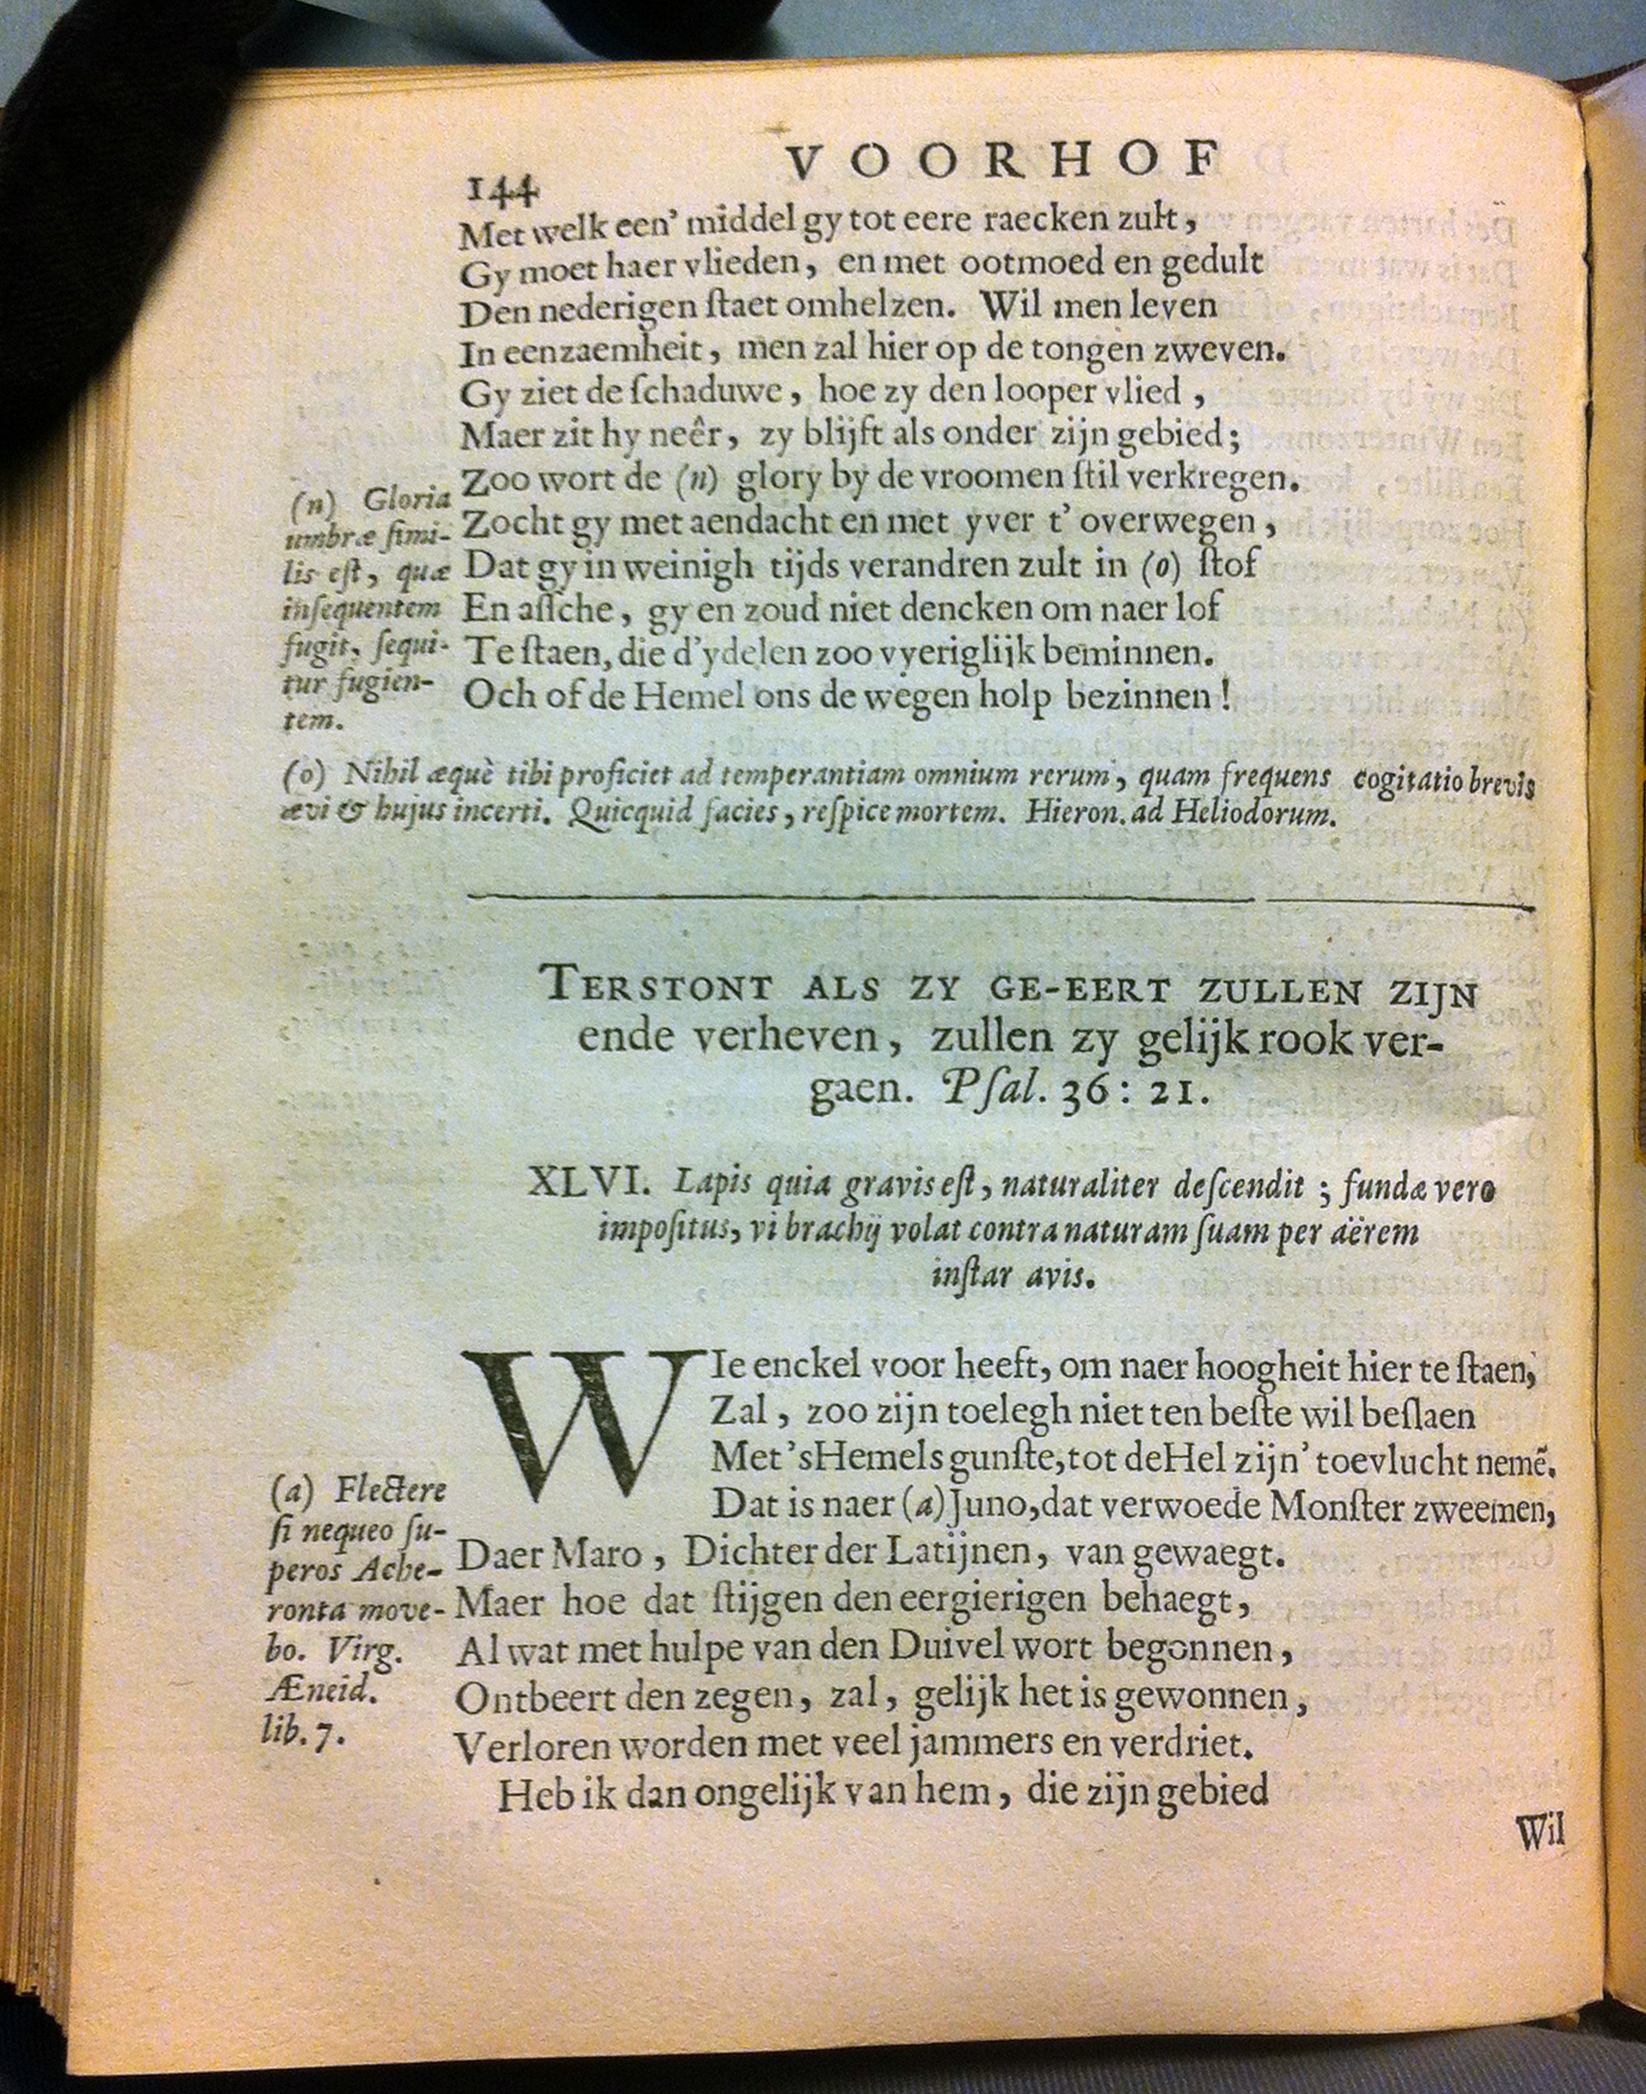 VOORHOF
144
Met welk een' middel gy tot eere raecken zult,
Gy moet haer vlieden, en met ootmoed en gedult
Den nederigen ſtaet omhelzen. Wil men leven
In eenzaemheit, men zal hier op de tongen zweven.
Gy ziet de ſchaduwe, hoe zy den looper vlied,
Maer zit hy neêr, zy blijft als onder zijn gebied;
Zoo wort de (n) glory by de vroomen ſtil verkregen.
Zocht gy met aendacht en met yver t' overwegen,
Dat gy in weinigh tijds verandren zult in (o) ſtof
En aſſche, gy en zoud niet dencken om naer lof
Te ſtaen, die d'ydelen zoo vyeriglijk beminnen.
Och of de Hemel ons de wegen holp bezinnen!
(n) Gloria
umbræ ſimi-
lis eſt, quæ
inſequentem
fugit, ſequi-
tur fugien-
tem.
(o) Nihil æquè tibi proficiet ad temperantiam omnium rerum, quam frequens cogitatio brevis
ævi & hujus incerti. Quicquid facies, reſpice mortem. Hieron. ad Heliodorum.
TERSTONT ALS ZY GE-EERT ZULLEN ZIJN
ende verheven, zullen zy gelijk rook ver-
gaen. Pſal. 36: 21.
XLVI. Lapis quia gravis eſt, naturaliter deſcendit; fundæ vero
impoſitus, vi brachij volat contra naturam ſuam per aërem
inſtar avis.
WIe enckel voor heeft, om naer hoogheit hier te ſtaen,
Zal, zoo zijn toelegh niet ten beſte wil beſlaen
Met 's Hemels gunſte, tot de Hel zijn' toevlucht nemẽ.
Dat is naer (a) Juno, dat verwoede Monſter zweemen,
Daer Maro, Dichter der Latijnen, van gewaegt.
Maer hoe dat ſtijgen den eergierigen behaegt,
Al wat met hulpe van den Duivel wort begonnen,
Ontbeert den zegen, zal, gelijk het is gewonnen,
Verloren worden met veel jammers en verdriet.
Heb ik dan ongelijk van hem, die zijn gebied
(a) Flectere
ſi nequeo ſu-
peros Ache-
ronta move-
bo. Virg.
Æneid.
lib. 7.
Wil